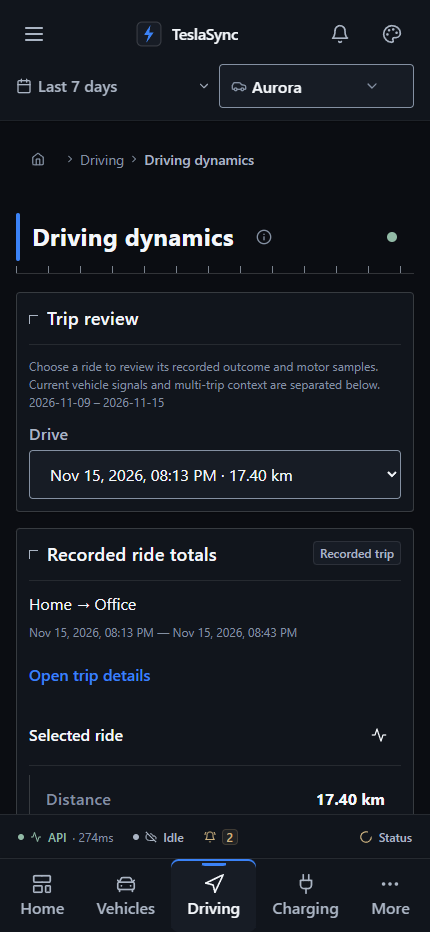 TeslaSync
Last 7 days
Aurora
Driving
Driving dynamics
Driving dynamics
Trip review
Choose a ride to review its recorded outcome and motor samples.
Current vehicle signals and multi-trip context are separated below.
2026-11-09 – 2026-11-15
Drive
Nov 15, 2026, 08:13 PM · 17.40 km
Recorded ride totals
Recorded trip
Home → Office
Nov 15, 2026, 08:13 PM — Nov 15, 2026, 08:43 PM
Open trip details
Selected ride
Distance
17.40 km
API · 274ms
Idle
2
Status
Home
Vehicles
Driving
Charging
More